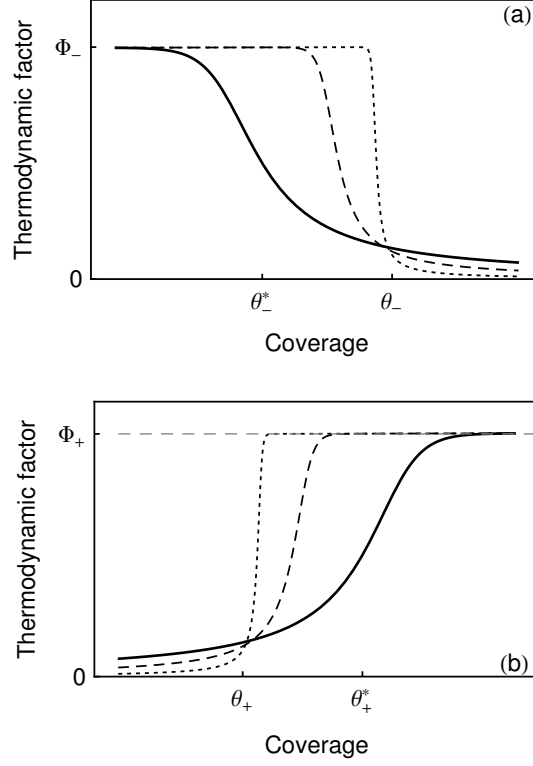 (a)
Φ₋
Thermodynamic factor
0
θ₋*
θ₋
Coverage
Φ₊
Thermodynamic factor
0
(b)
θ₊
θ₊*
Coverage